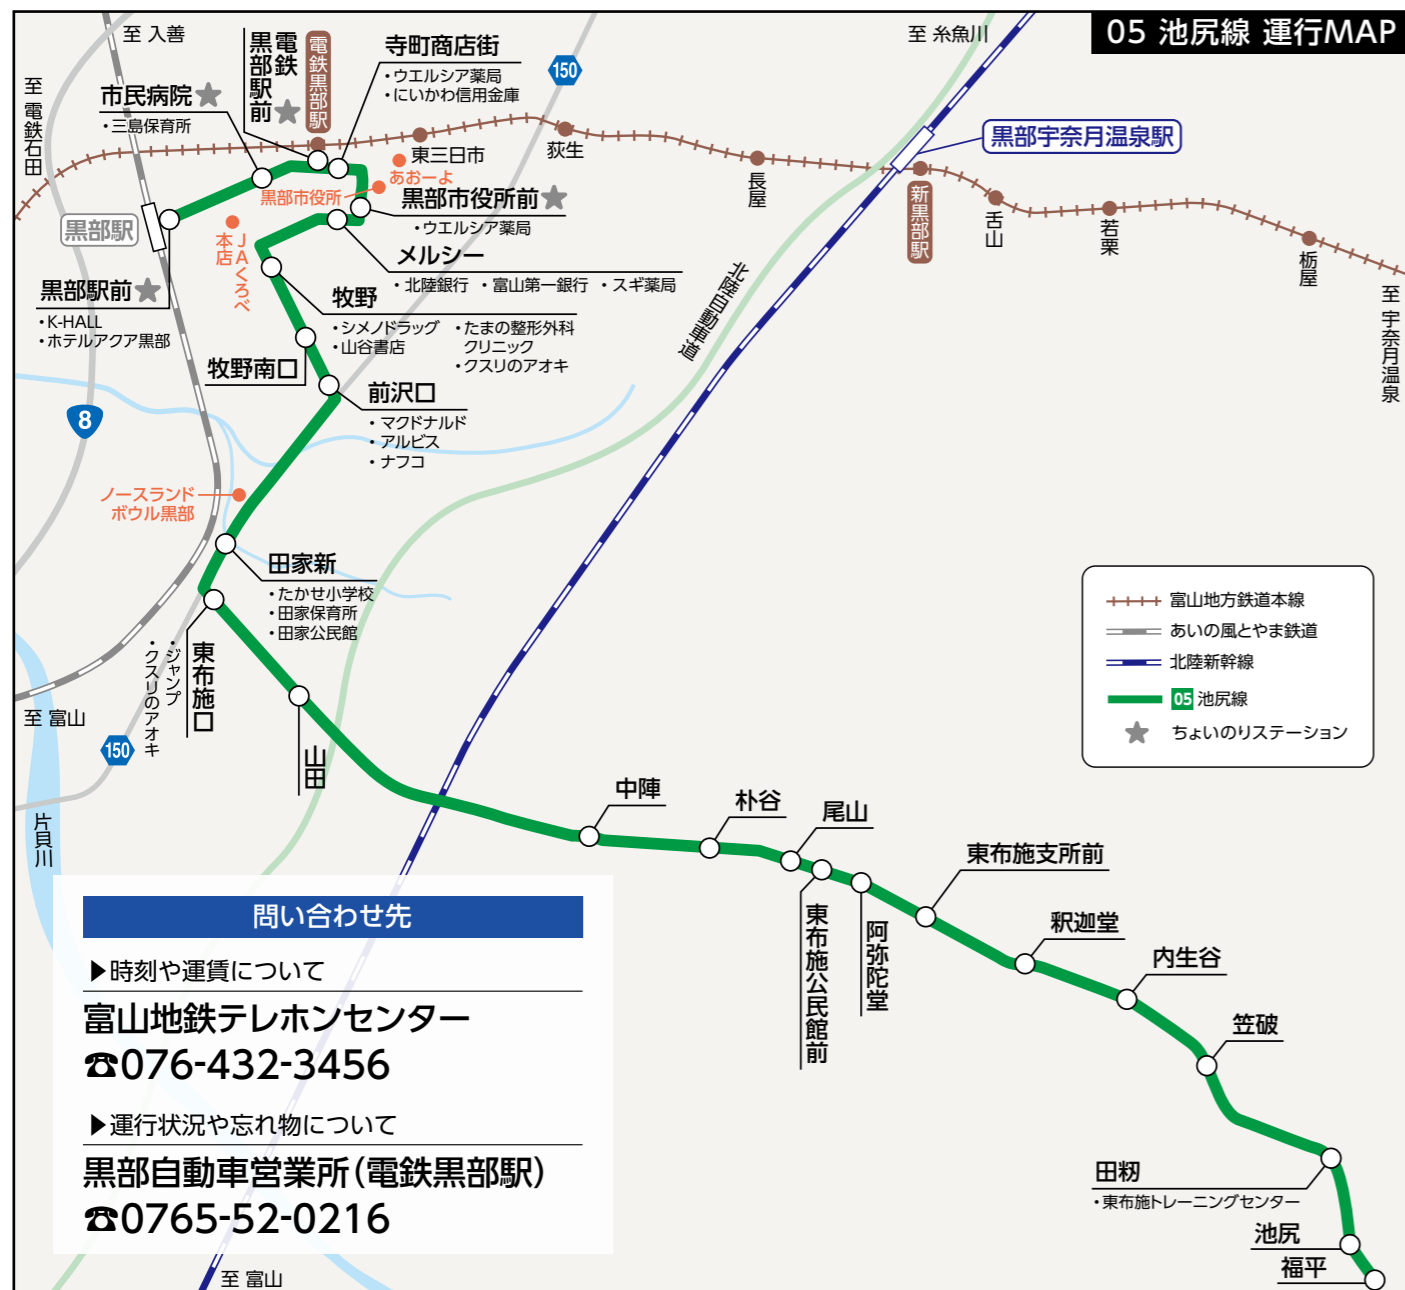 05 池尻線 運行MAP
至 入善
至 電鉄石田
市民病院
・三島保育所
電鉄
黒部駅前
電鉄黒部駅
寺町商店街
・ウエルシア薬局
・にいかわ信用金庫
150
至 糸魚川
黒部宇奈月温泉駅
東三日市
あおーよ
荻生
長屋
新黒部駅
舌山
若栗
栃屋
至 宇奈月温泉
黒部市役所
黒部市役所前
・ウエルシア薬局
黒部駅
JAくろべ
本店
メルシー
・北陸銀行 ・富山第一銀行 ・スギ薬局
黒部駅前
・K-HALL
・ホテルアクア黒部
牧野
・シメノドラッグ
・山谷書店
・たまの整形外科
クリニック
・クスリのアオキ
北陸自動車道
牧野南口
前沢口
・マクドナルド
・アルビス
・ナフコ
8
ノースランド
ボウル黒部
田家新
・たかせ小学校
・田家保育所
・田家公民館
東布施口
・ジャンプ
・クスリのアオキ
至 富山
150
山田
片貝川
富山地方鉄道本線
あいの風とやま鉄道
北陸新幹線
05 池尻線
ちょいのりステーション
中陣
朴谷
尾山
東布施公民館前
阿弥陀堂
東布施支所前
釈迦堂
内生谷
笠破
田籾
・東布施トレーニングセンター
池尻
福平
問い合わせ先
▶時刻や運賃について
富山地鉄テレホンセンター
☎076-432-3456
▶運行状況や忘れ物について
黒部自動車営業所(電鉄黒部駅)
☎0765-52-0216
至 富山